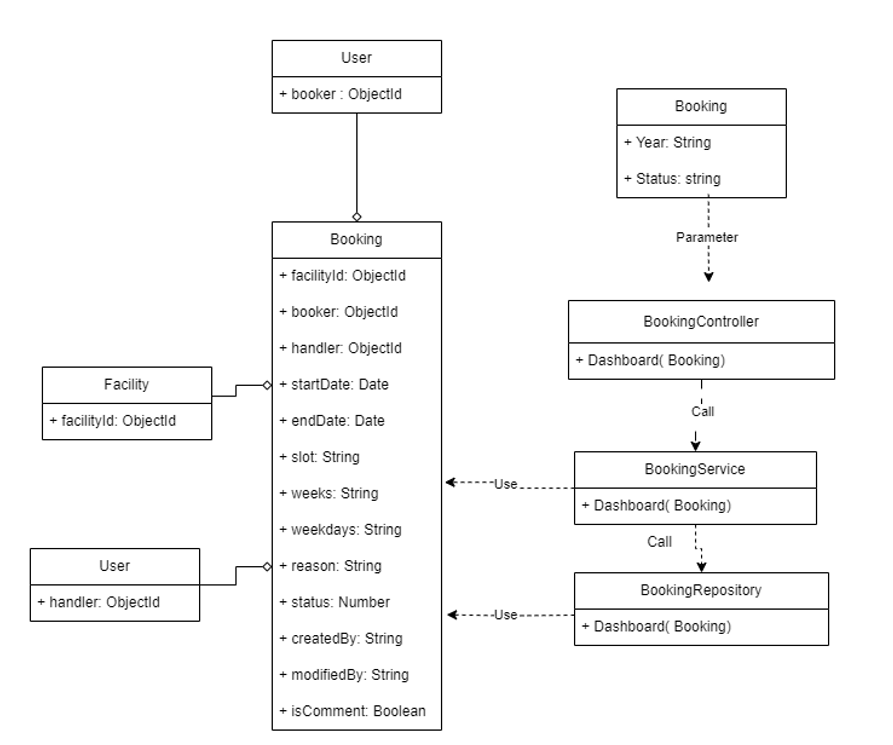 User
+ booker : ObjectId
Booking
+ Year: String
+ Status: string
Parameter
Booking
+ facilityId: ObjectId
+ booker: ObjectId
+ handler: ObjectId
+ startDate: Date
+ endDate: Date
+ slot: String
+ weeks: String
+ weekdays: String
+ reason: String
+ status: Number
+ createdBy: String
+ modifiedBy: String
+ isComment: Boolean
Facility
+ facilityId: ObjectId
User
+ handler: ObjectId
BookingController
+ Dashboard( Booking)
Call
BookingService
+ Dashboard( Booking)
Use
Call
BookingRepository
+ Dashboard( Booking)
Use